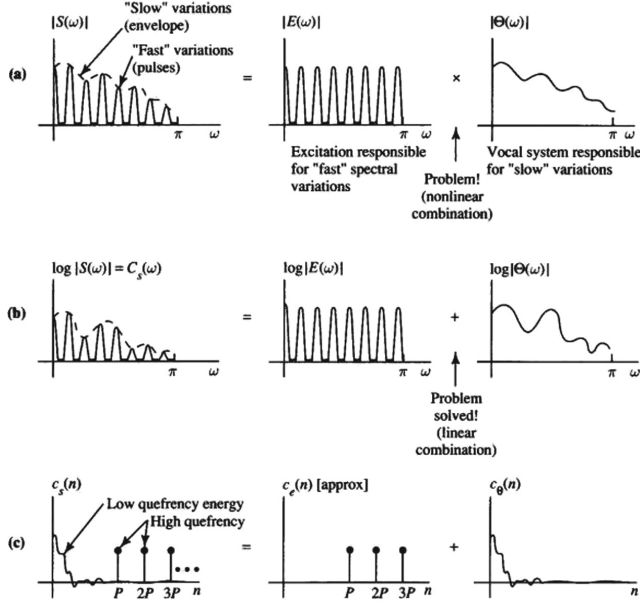 |S(ω)|
"Slow" variations
(envelope)
"Fast" variations
(pulses)
(a)
π ω
=
|E(ω)|
π ω
Excitation responsible
for "fast" spectral
variations
×
Problem!
(nonlinear
combination)
|Θ(ω)|
π ω
Vocal system responsible
for "slow" variations
log |S(ω)| = C_s(ω)
(b)
π ω
=
log|E(ω)|
π ω
+
Problem
solved!
(linear
combination)
log|Θ(ω)|
π ω
c_s(n)
Low quefrency energy
High quefrency
(c)
P 2P 3P n
=
c_e(n) [approx]
P 2P 3P n
+
c_θ(n)
n